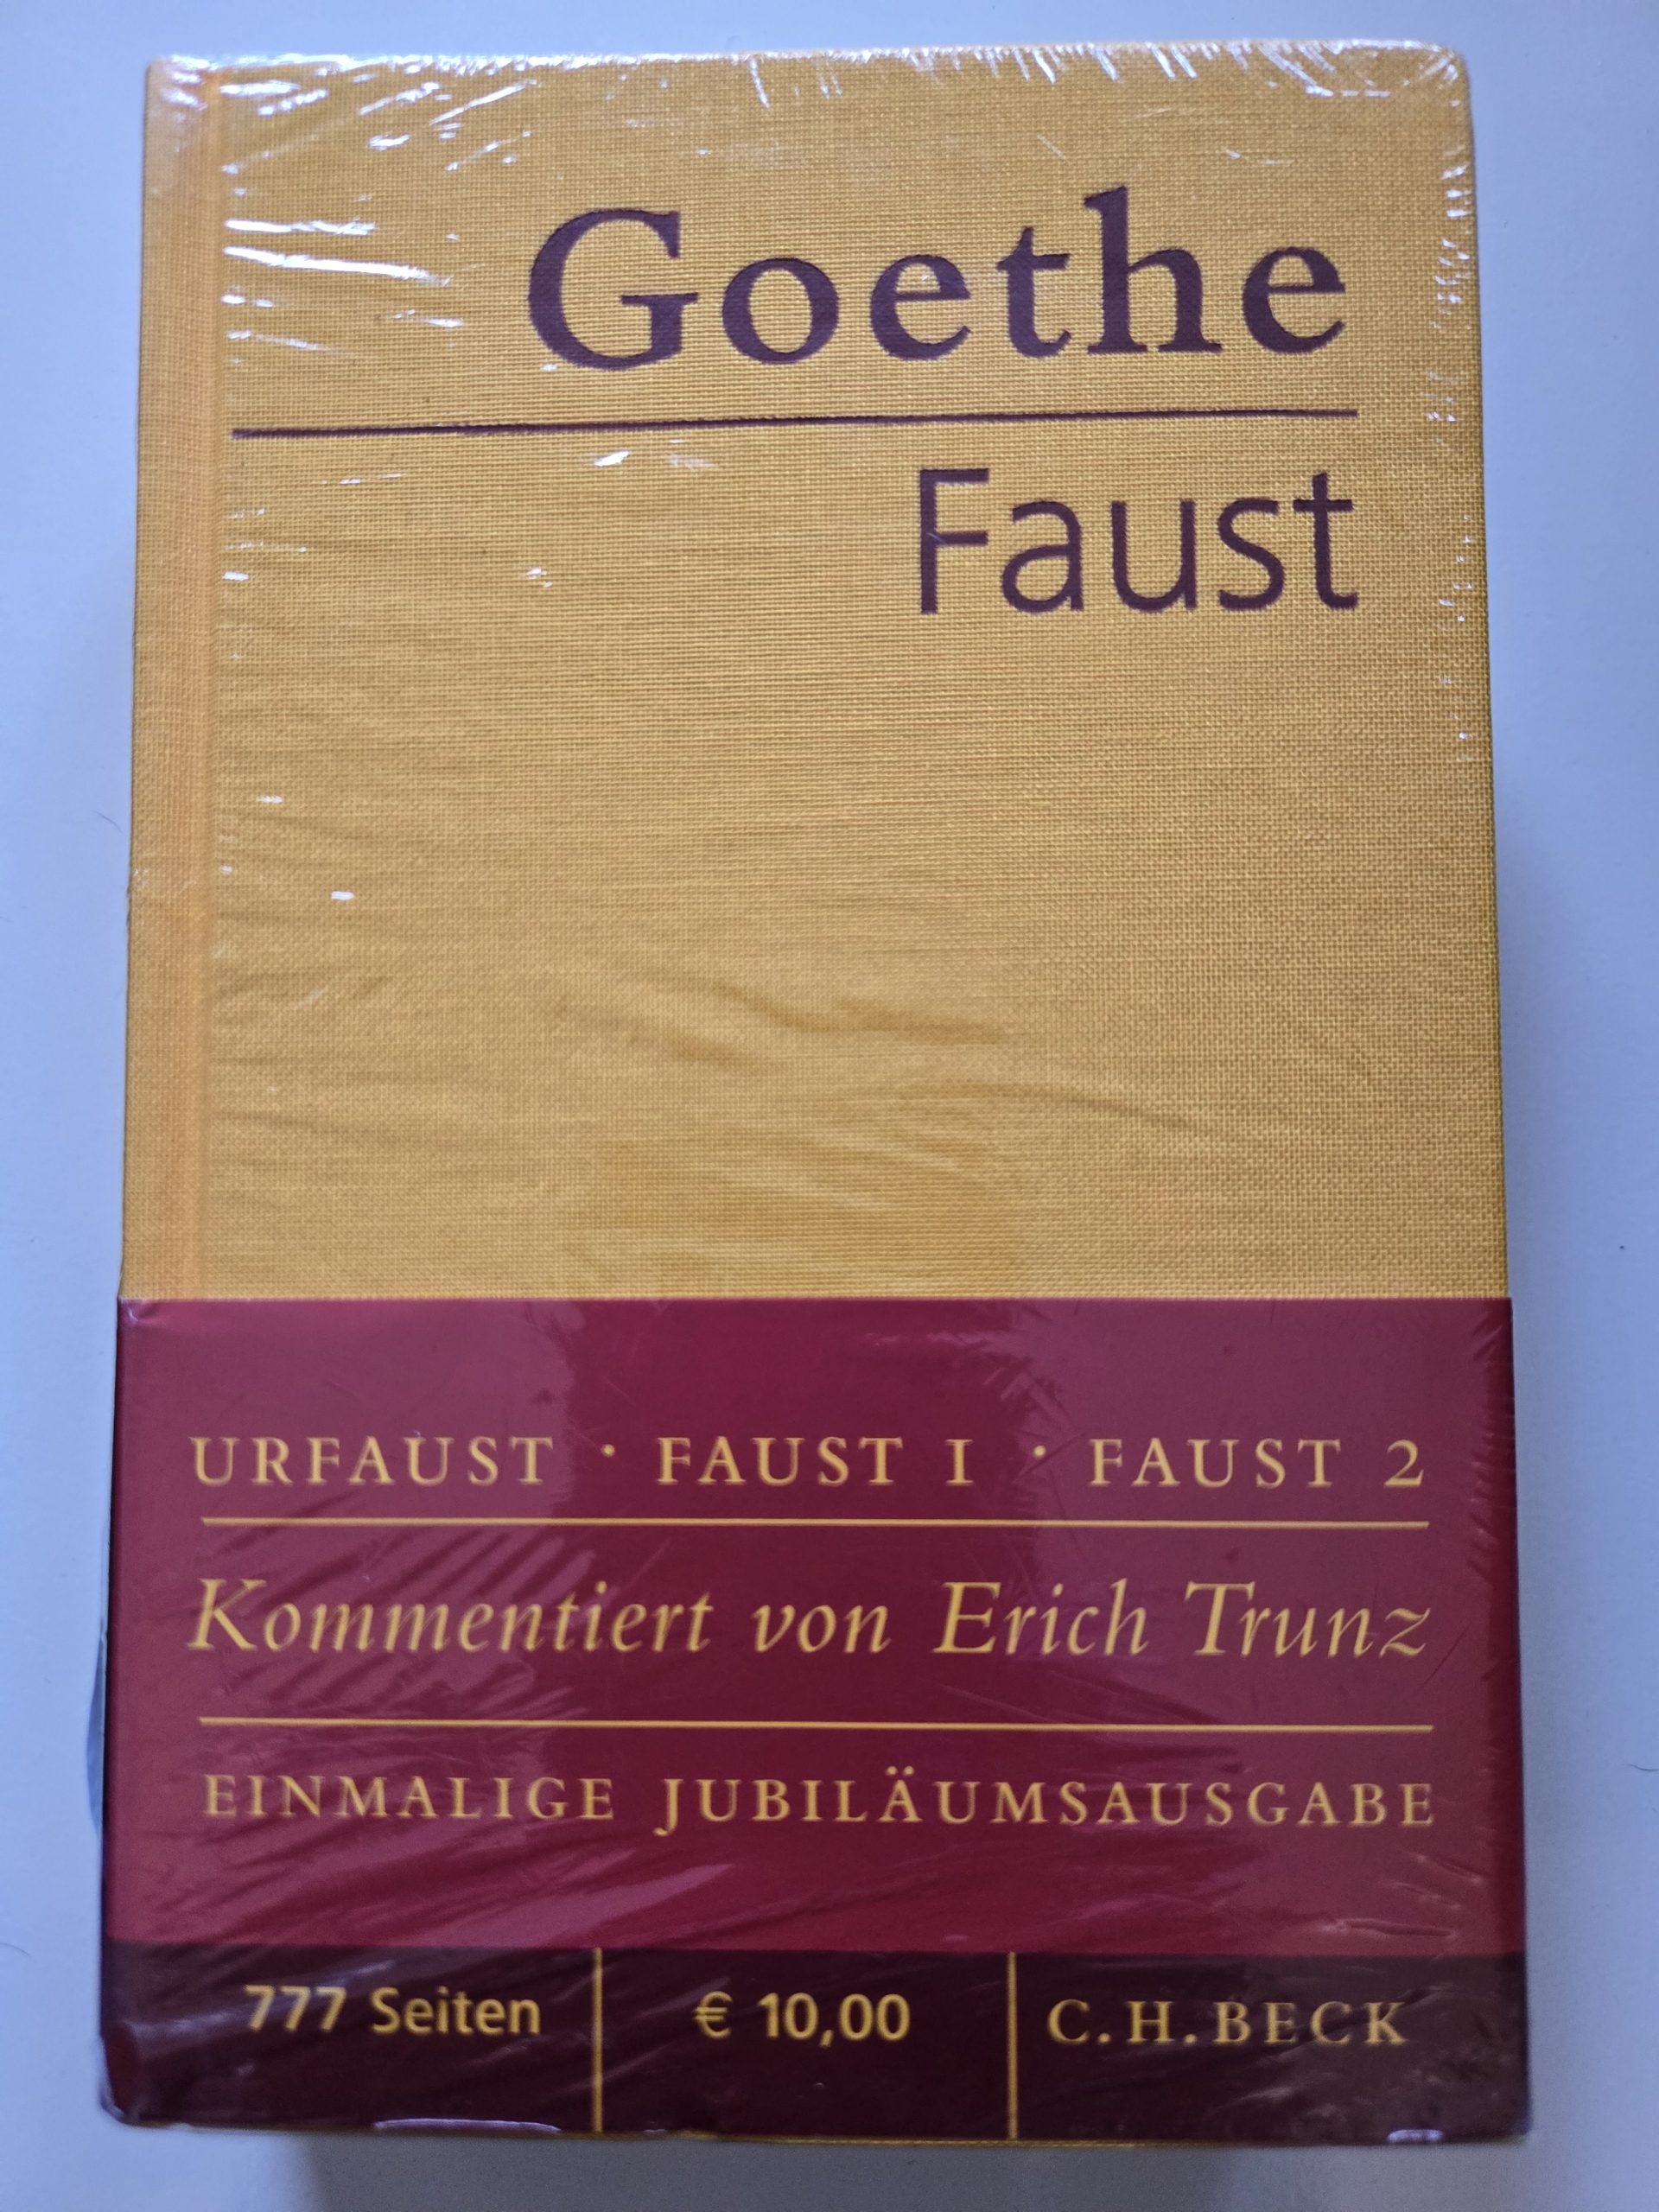 Goethe
Faust
URFAUST · FAUST 1 · FAUST 2
Kommentiert von Erich Trunz
EINMALIGE JUBILÄUMSAUSGABE
777 Seiten
€ 10,00
C.H.BECK